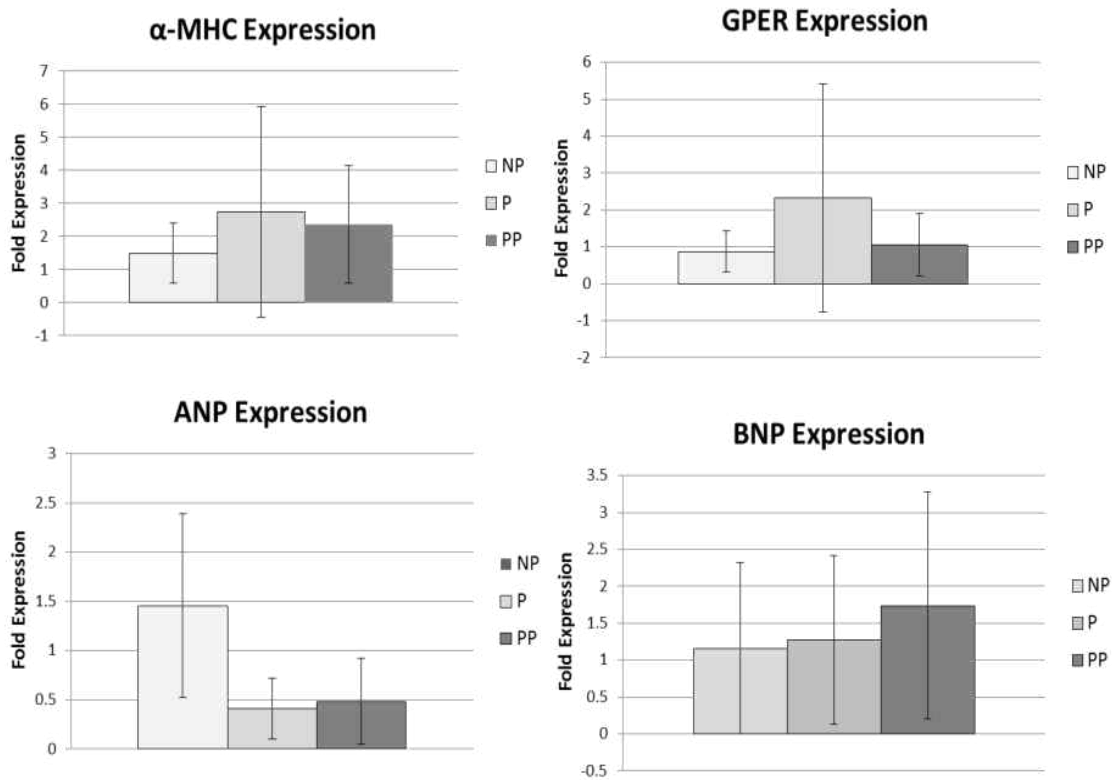 α-MHC Expression
7
6
5
4
3
2
1
0
-1
Fold Expression
NP
P
PP
GPER Expression
6
5
4
3
2
1
0
-1
-2
Fold Expression
NP
P
PP
ANP Expression
3
2.5
2
1.5
1
0.5
0
Fold Expression
NP
P
PP
BNP Expression
3.5
3
2.5
2
1.5
1
0.5
0
-0.5
Fold Expression
NP
P
PP